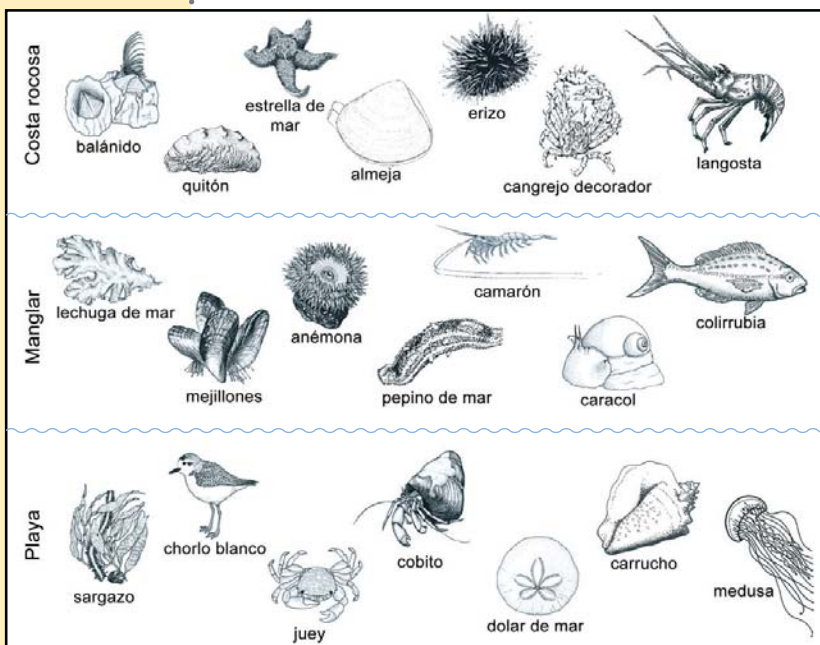 Costa rocosa
balánido
quitón
estrella de
mar
almeja
erizo
cangrejo decorador
langosta
Manglar
lechuga de mar
mejillones
anémona
pepino de mar
camarón
caracol
colirrubia
Playa
sargazo
chorlo blanco
juey
cobito
dolar de mar
carrucho
medusa